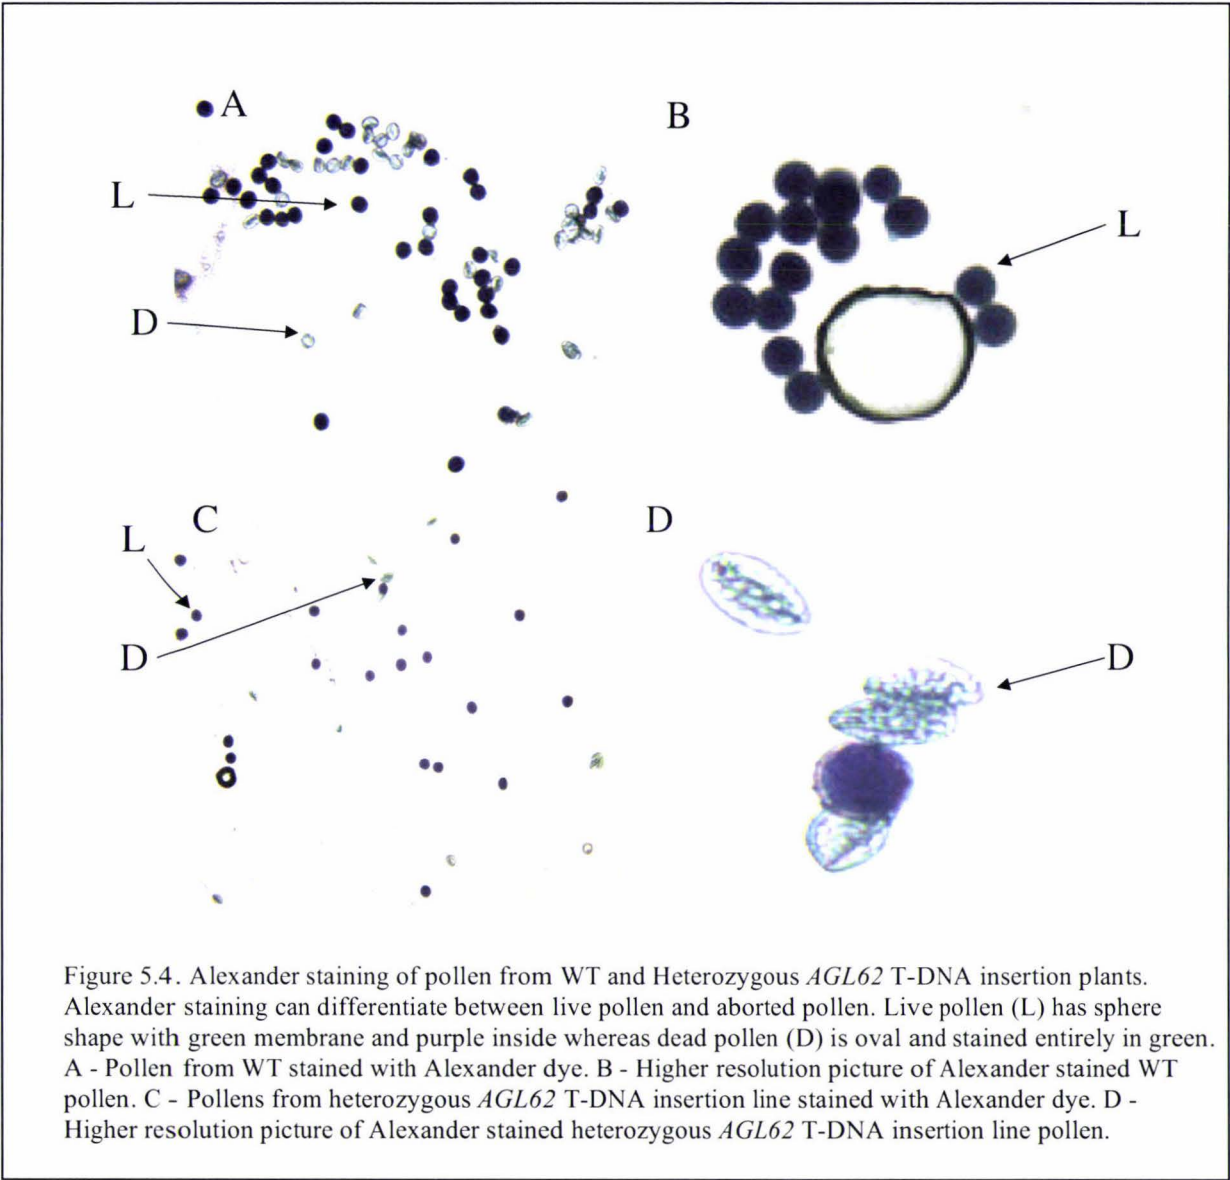 A
B
L
L
D
C
D
L
D
D
Figure 5.4. Alexander staining of pollen from WT and Heterozygous AGL62 T-DNA insertion plants.
Alexander staining can differentiate between live pollen and aborted pollen. Live pollen (L) has sphere
shape with green membrane and purple inside whereas dead pollen (D) is oval and stained entirely in green.
A - Pollen from WT stained with Alexander dye. B - Higher resolution picture of Alexander stained WT
pollen. C - Pollens from heterozygous AGL62 T-DNA insertion line stained with Alexander dye. D -
Higher resolution picture of Alexander stained heterozygous AGL62 T-DNA insertion line pollen.